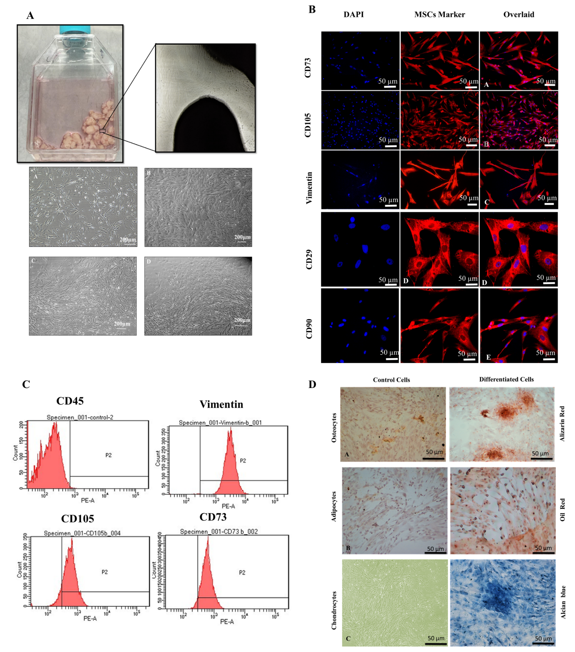 A
200µm
B
200µm
C
200µm
D
200µm
B
DAPI
MSCs Marker
Overlaid
CD73
50 µm
50 µm
A
50 µm
CD105
50 µm
50 µm
B
50 µm
Vimentin
50 µm
50 µm
C
50 µm
CD29
50 µm
D
50 µm
D
50 µm
CD90
50 µm
50 µm
E
50 µm
C
CD45
Specimen_001-control-2
Count
P2
PE-A
Vimentin
Specimen_001-Vimentin-b_001
Count
P2
PE-A
CD105
Specimen_001-CD105b_004
Count
P2
PE-A
CD73
Specimen_001-CD73 b_002
Count
P2
PE-A
D
Control Cells
Differentiated Cells
Osteocytes
A
50 µm
50 µm
Alizarin Red
Adipocytes
B
50 µm
50 µm
Oil Red
Chondrocytes
C
50 µm
50 µm
Alcian blue